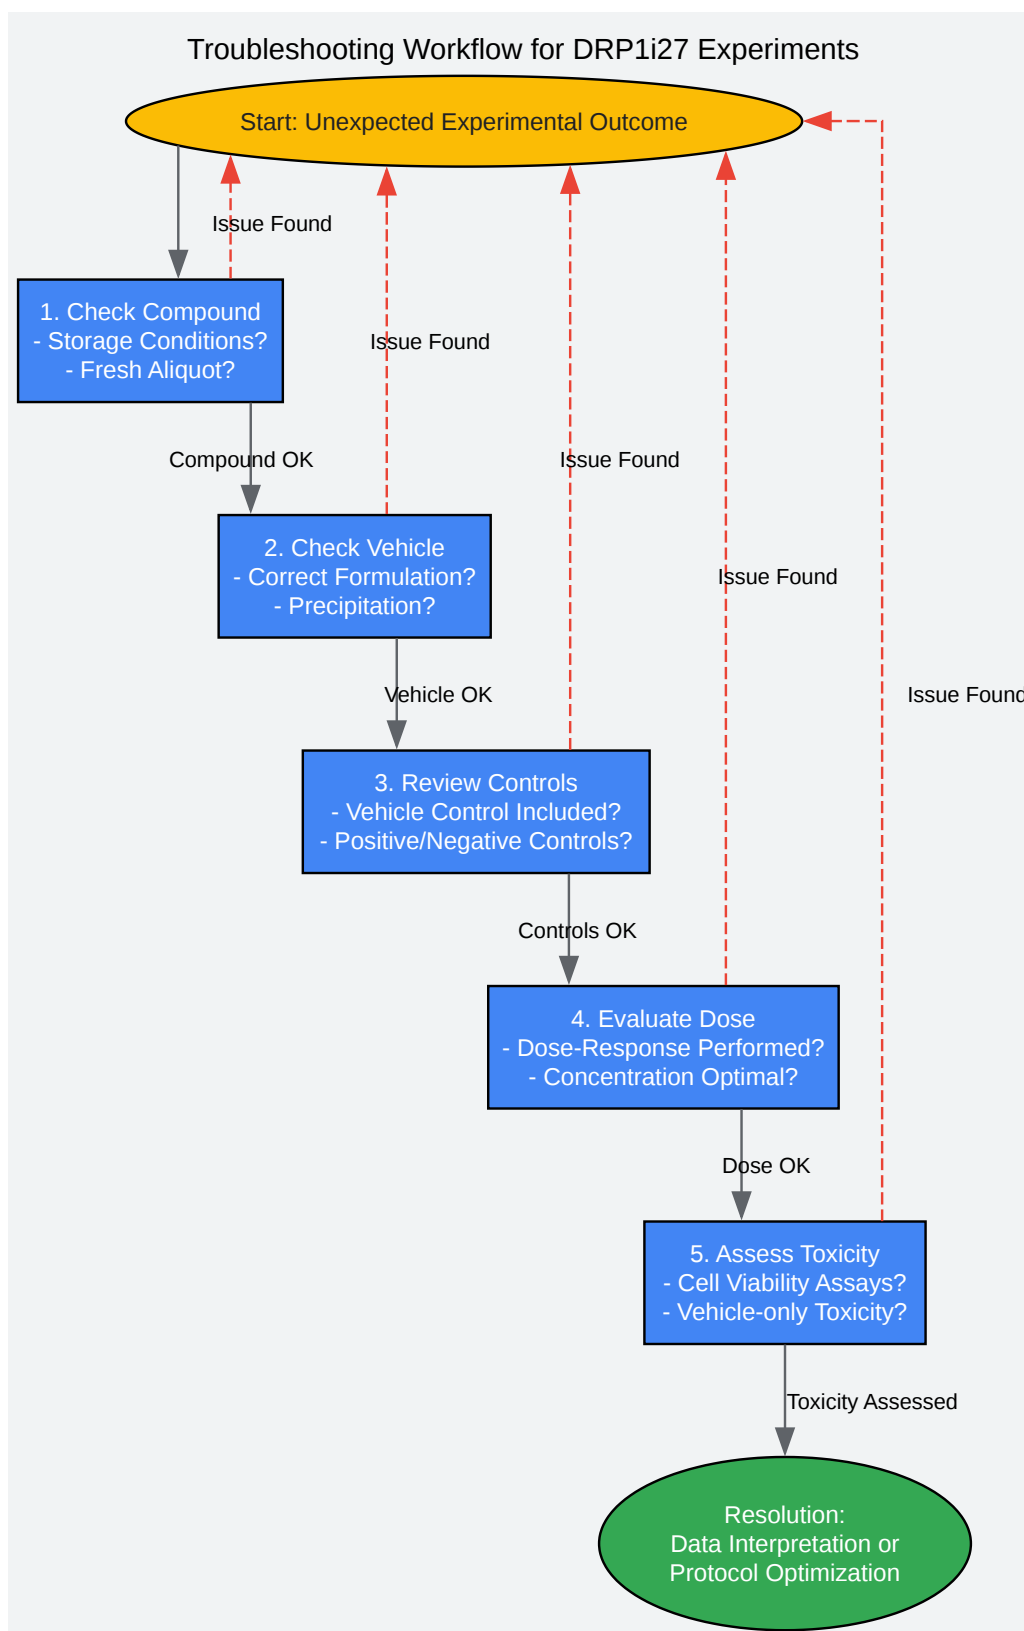 Troubleshooting Workflow for DRP1i27 Experiments
Start: Unexpected Experimental Outcome
Issue Found
1. Check Compound
- Storage Conditions?
- Fresh Aliquot?
Issue Found
Compound OK
Issue Found
2. Check Vehicle
- Correct Formulation?
- Precipitation?
Issue Found
Vehicle OK
Issue Found
3. Review Controls
- Vehicle Control Included?
- Positive/Negative Controls?
Controls OK
4. Evaluate Dose
- Dose-Response Performed?
- Concentration Optimal?
Dose OK
5. Assess Toxicity
- Cell Viability Assays?
- Vehicle-only Toxicity?
Toxicity Assessed
Resolution:
Data Interpretation or
Protocol Optimization